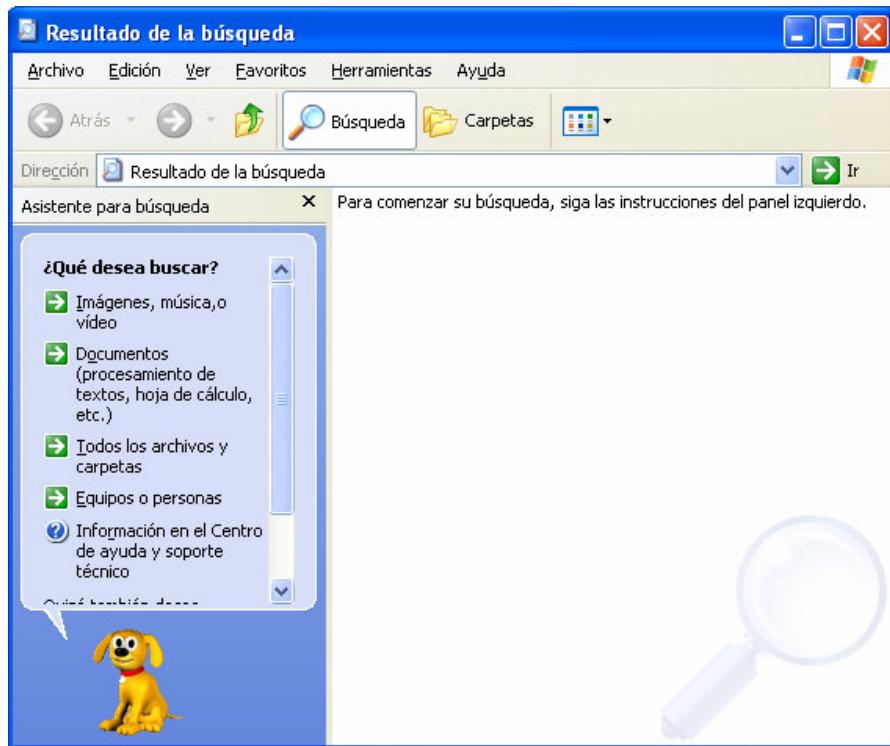 Resultado de la búsqueda
Archivo Edición Ver Favoritos Herramientas Ayuda
Atrás Búsqueda Carpetas
Dirección Resultado de la búsqueda Ir
Asistente para búsqueda
Para comenzar su búsqueda, siga las instrucciones del panel izquierdo.
¿Qué desea buscar?
Imágenes, música,o
vídeo
Documentos
(procesamiento de
textos, hoja de cálculo,
etc.)
Todos los archivos y
carpetas
Equipos o personas
Información en el Centro
de ayuda y soporte
técnico